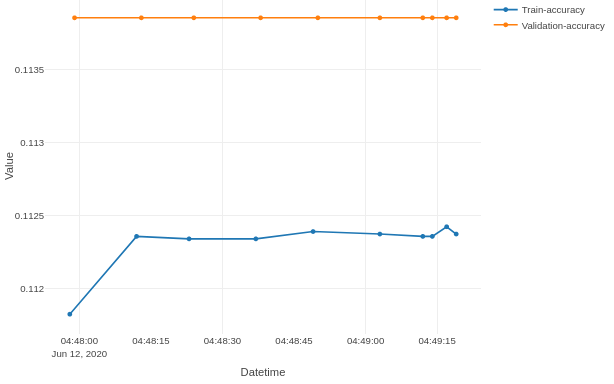 Train-accuracy
Validation-accuracy
0.1135
0.113
0.1125
0.112
Value
04:48:00 04:48:15 04:48:30 04:48:45 04:49:00 04:49:15
Jun 12, 2020
Datetime